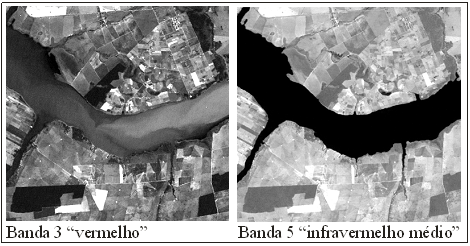 Banda 3 “vermelho”
Banda 5 “infravermelho médio”